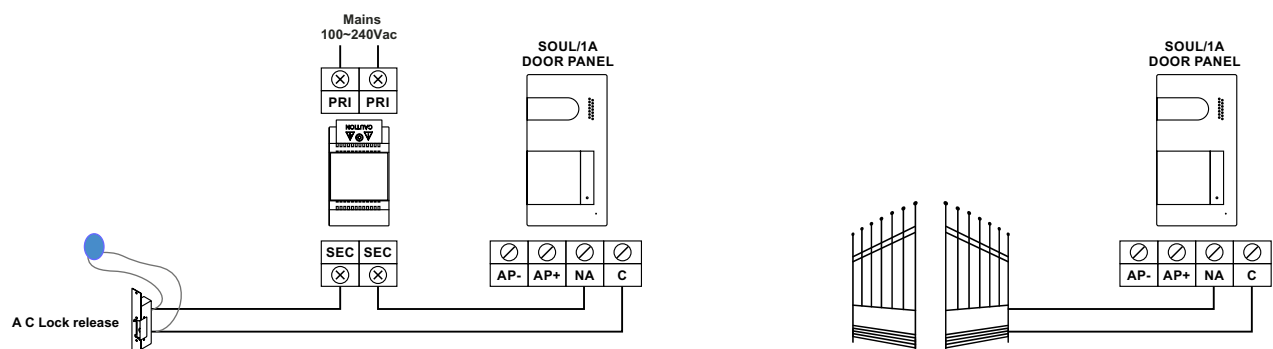 Mains
100~240Vac
SOUL/1A
DOOR PANEL
PRI PRI
CAUTION
SEC SEC
AP- AP+ NA C
A C Lock release
SOUL/1A
DOOR PANEL
AP- AP+ NA C